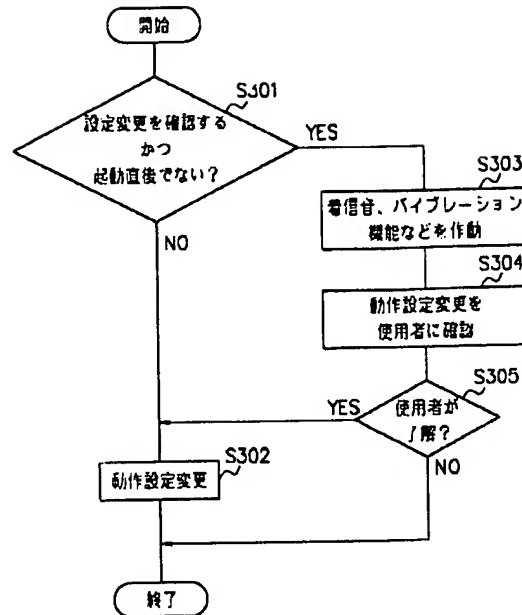 開始
S301
設定変更を確認する
かつ
起動直後でない？
YES
NO
S303
着信音、バイブレーション
機能などを作動
S304
動作設定変更を
使用者に確認
S305
使用者が
了解？
YES
NO
S302
動作設定変更
終了